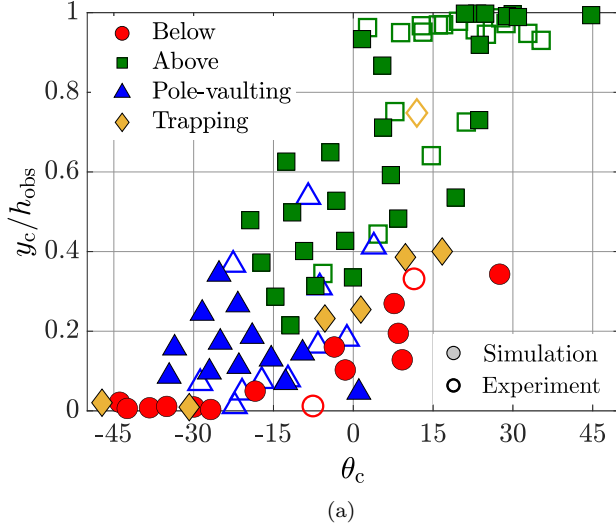 1
0.8
0.6
0.4
0.2
0
y_c/h_obs
Below
Above
Pole-vaulting
Trapping
Simulation
Experiment
-45 -30 -15 0 15 30 45
θ_c
(a)